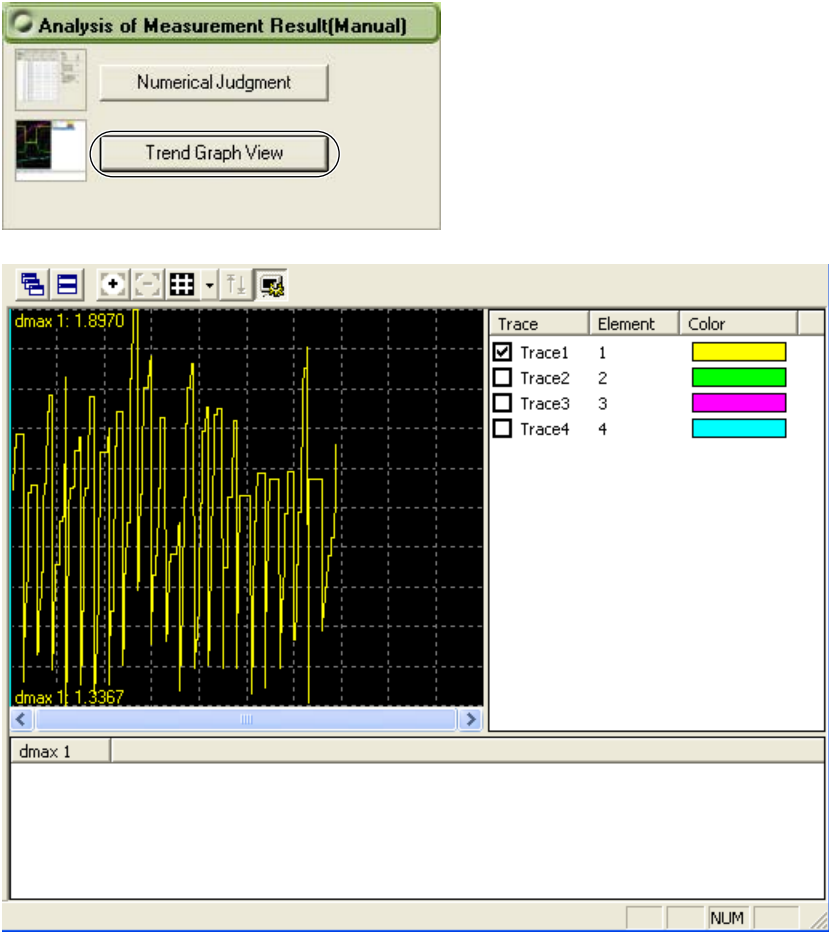 Analysis of Measurement Result(Manual)
Numerical Judgment
Trend Graph View
dmax 1: 1.8970
dmax 1: 1.3367
Trace Element Color
Trace1 1
Trace2 2
Trace3 3
Trace4 4
dmax 1
NUM